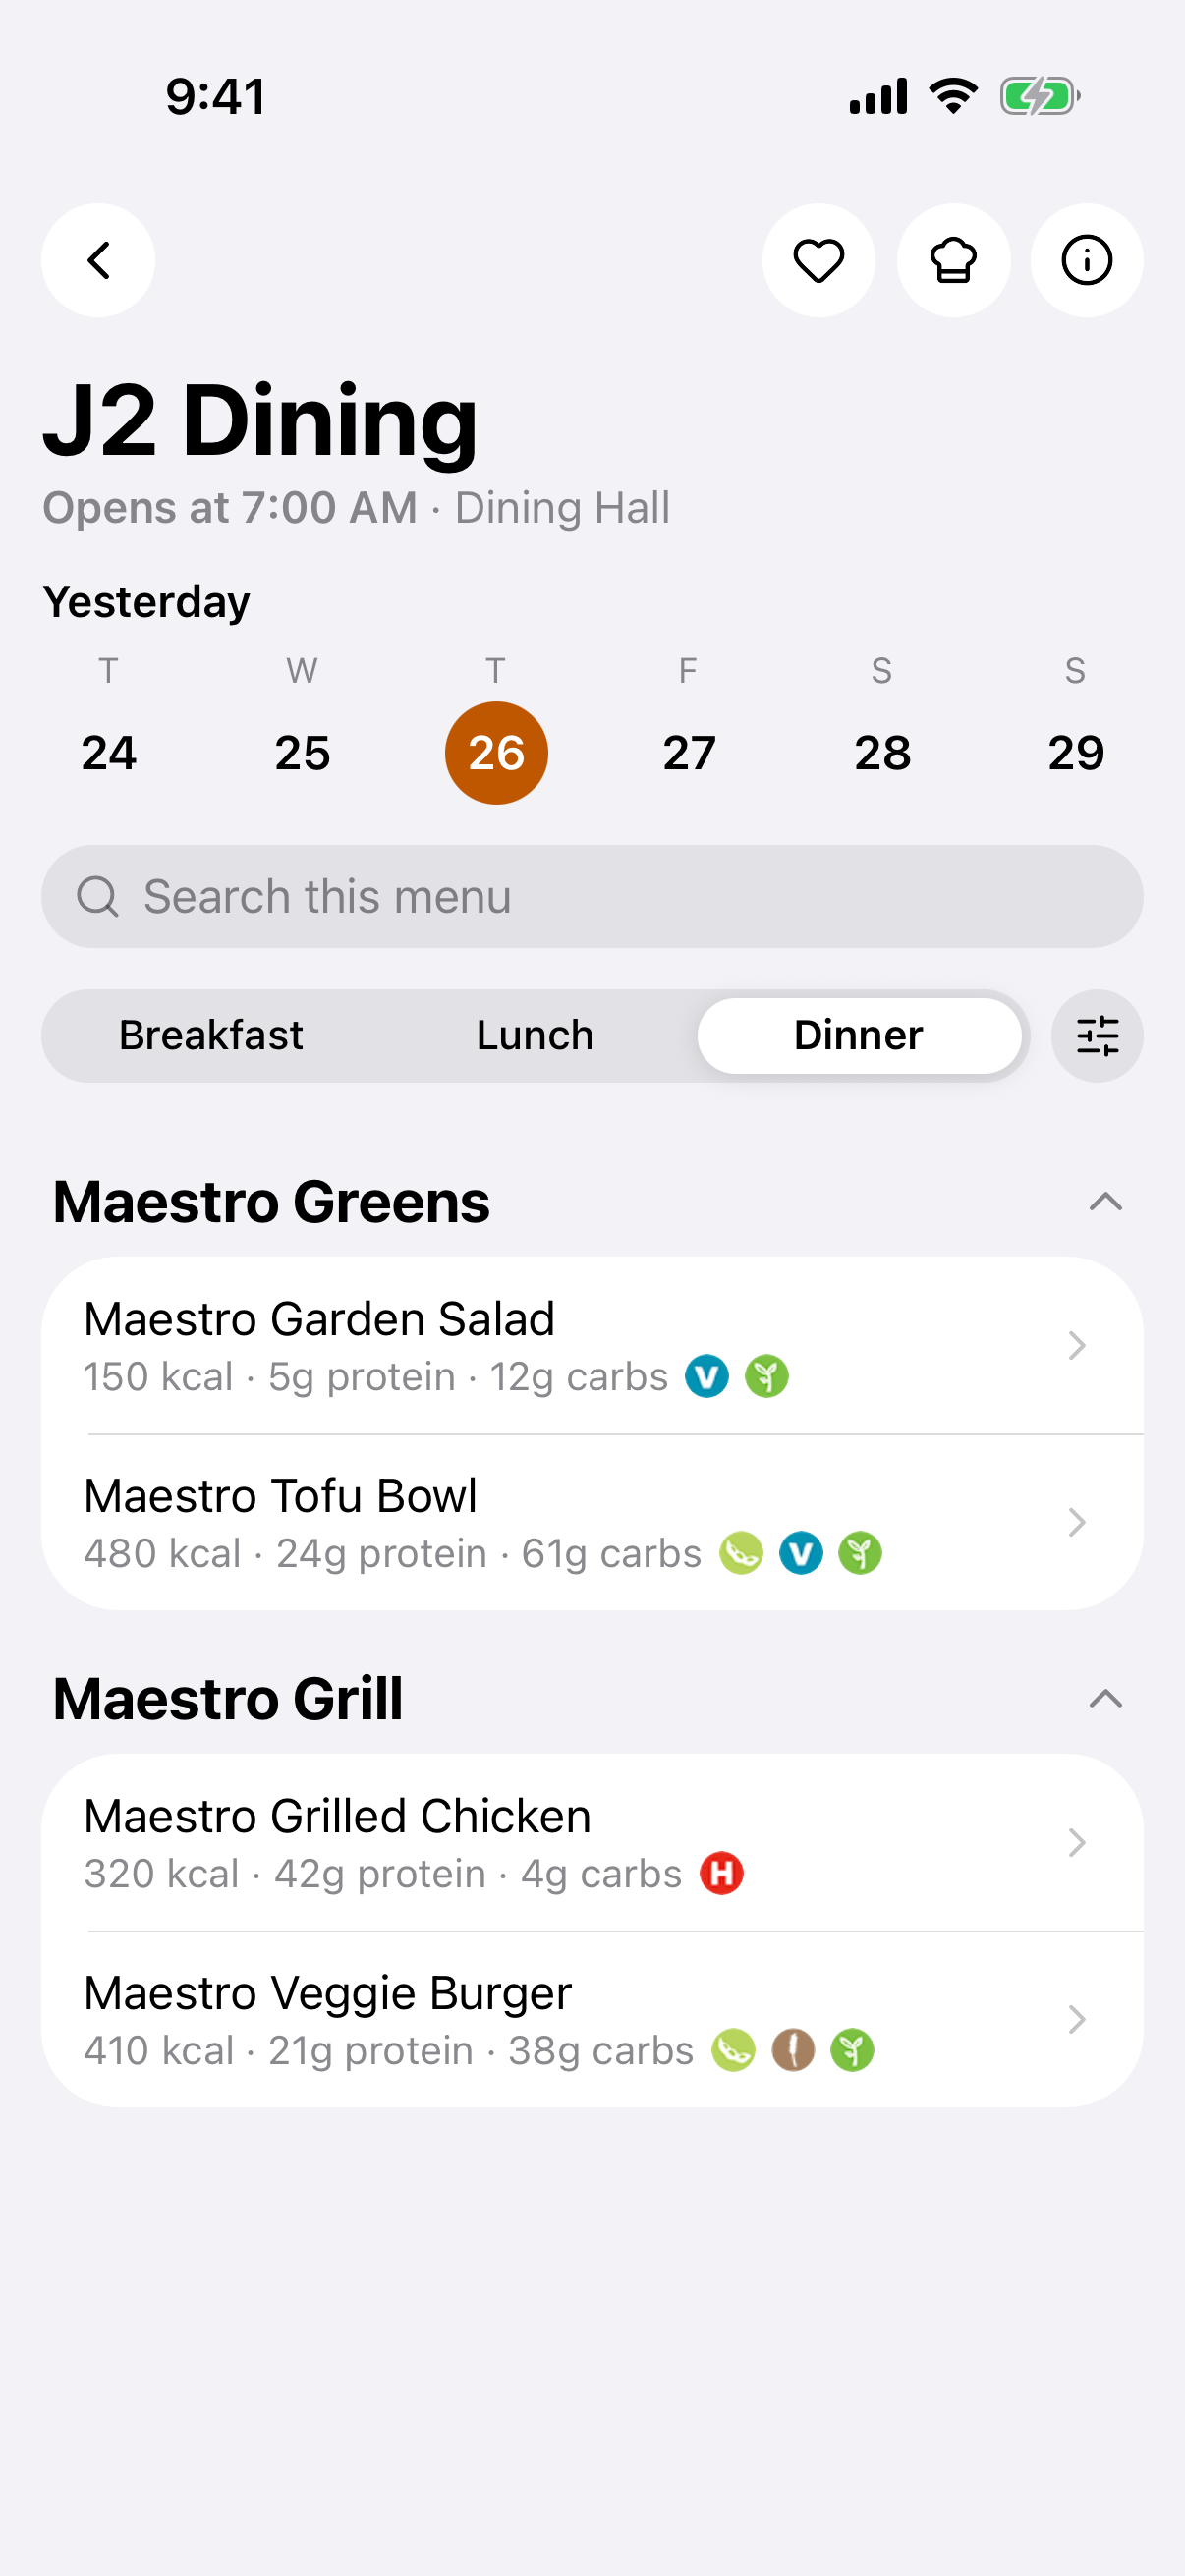 9:41
J2 Dining
Opens at 7:00 AM · Dining Hall
Yesterday
T W T F S S
24 25 26 27 28 29
Search this menu
Breakfast Lunch Dinner
Maestro Greens
Maestro Garden Salad
150 kcal · 5g protein · 12g carbs V
Maestro Tofu Bowl
480 kcal · 24g protein · 61g carbs V
Maestro Grill
Maestro Grilled Chicken
320 kcal · 42g protein · 4g carbs H
Maestro Veggie Burger
410 kcal · 21g protein · 38g carbs